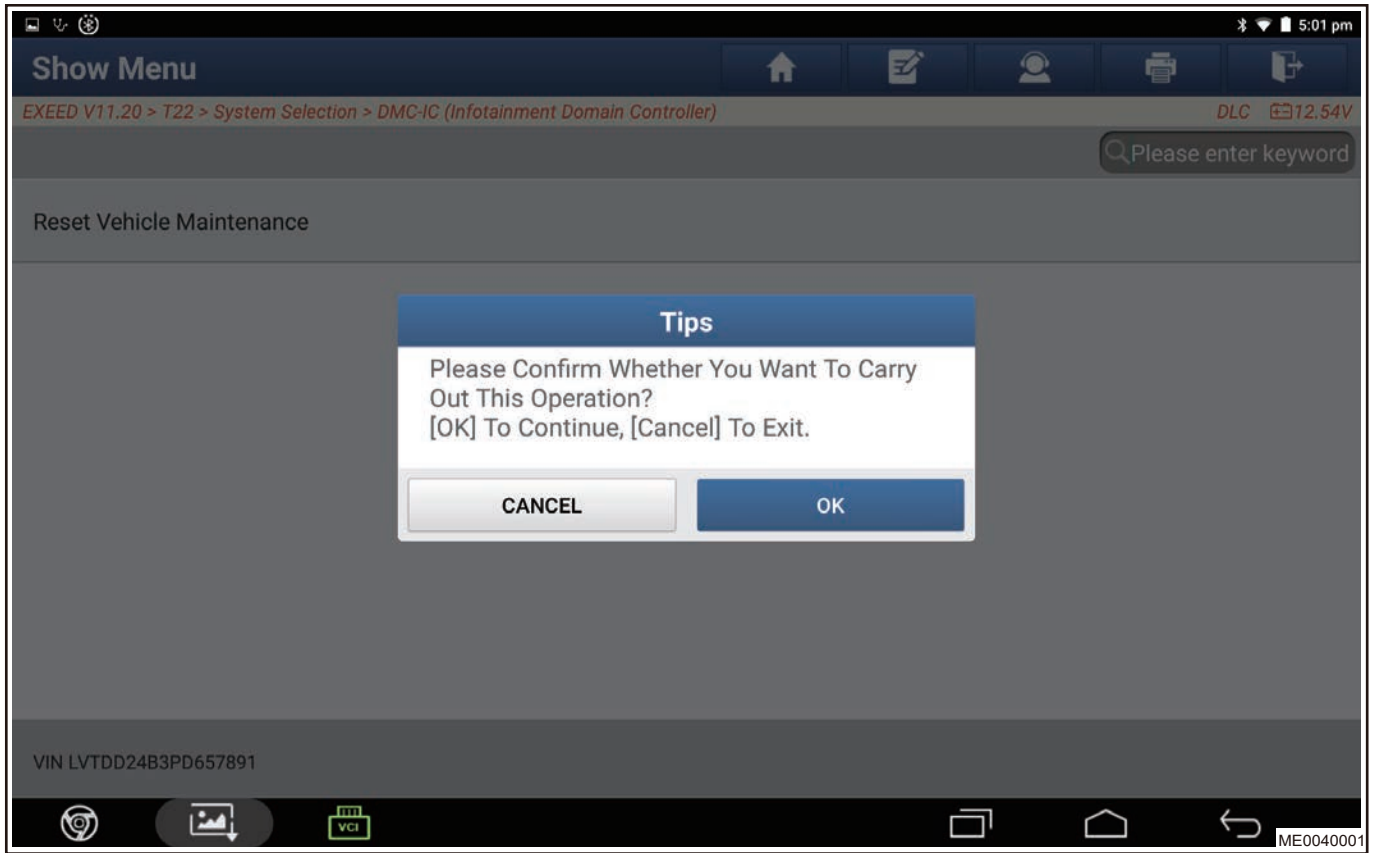 5:01 pm
Show Menu
EXEED V11.20 > T22 > System Selection > DMC-IC (Infotainment Domain Controller)
DLC 12.54V
Please enter keyword
Reset Vehicle Maintenance
Tips
Please Confirm Whether You Want To Carry
Out This Operation?
[OK] To Continue, [Cancel] To Exit.
CANCEL
OK
VIN LVTDD24B3PD657891
VCI
ME0040001